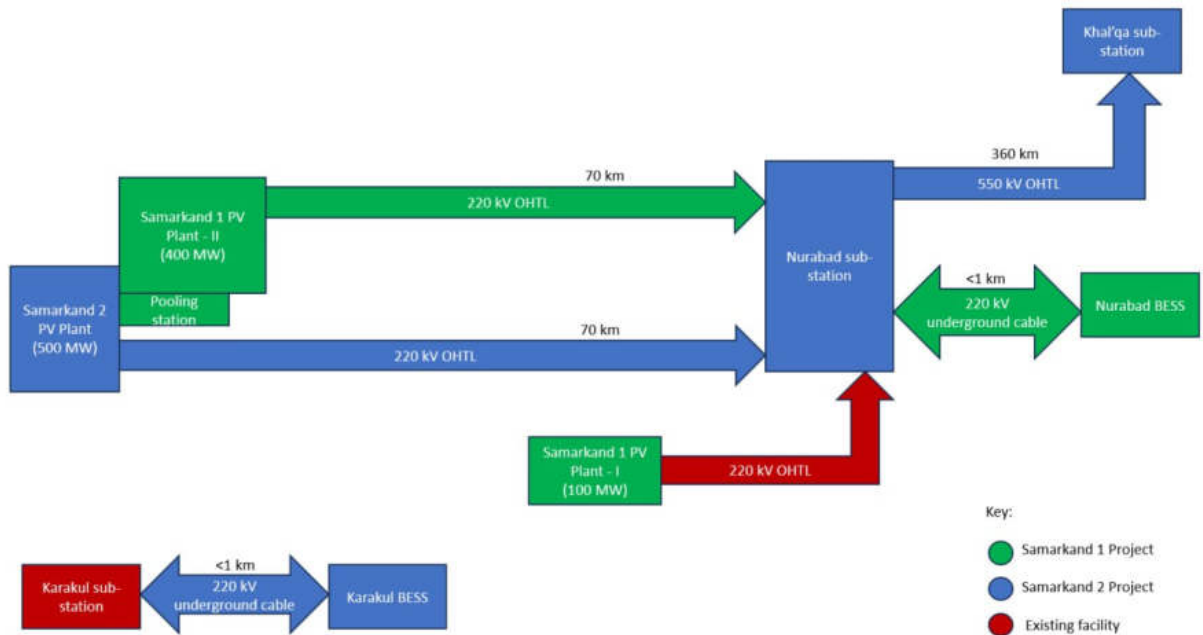 Khal'qa sub-
station
360 km
550 kV OHTL
70 km
220 kV OHTL
Samarkand 1 PV
Plant - II
(400 MW)
Pooling
station
Samarkand 2
PV Plant
(500 MW)
70 km
220 kV OHTL
Nurabad sub-
station
<1 km
220 kV
underground cable
Nurabad BESS
Samarkand 1 PV
Plant - I
(100 MW)
220 kV OHTL
Karakul sub-
station
<1 km
220 kV
underground cable
Karakul BESS
Key:
Samarkand 1 Project
Samarkand 2 Project
Existing facility